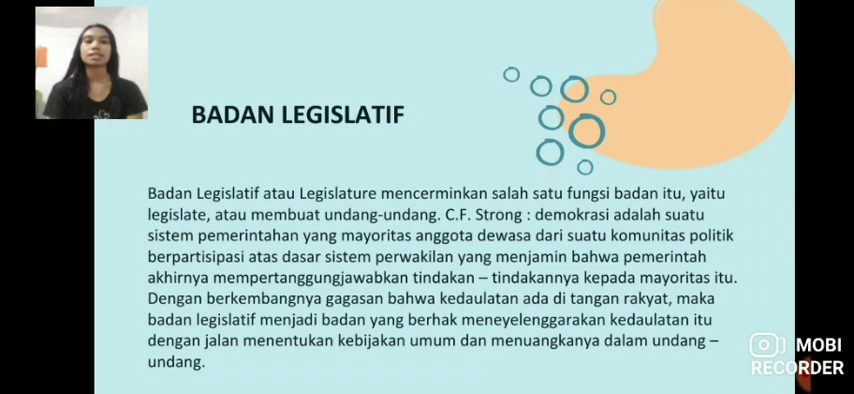 BADAN LEGISLATIF
Badan Legislatif atau Legislature mencerminkan salah satu fungsi badan itu, yaitu
legislate, atau membuat undang-undang. C.F. Strong : demokrasi adalah suatu
sistem pemerintahan yang mayoritas anggota dewasa dari suatu komunitas politik
berpartisipasi atas dasar sistem perwakilan yang menjamin bahwa pemerintah
akhirnya mempertanggungjawabkan tindakan – tindakannya kepada mayoritas itu.
Dengan berkembangnya gagasan bahwa kedaulatan ada di tangan rakyat, maka
badan legislatif menjadi badan yang berhak meneyelenggarakan kedaulatan itu
dengan jalan menentukan kebijakan umum dan menuangkanya dalam undang –
undang.
MOBI
RECORDER